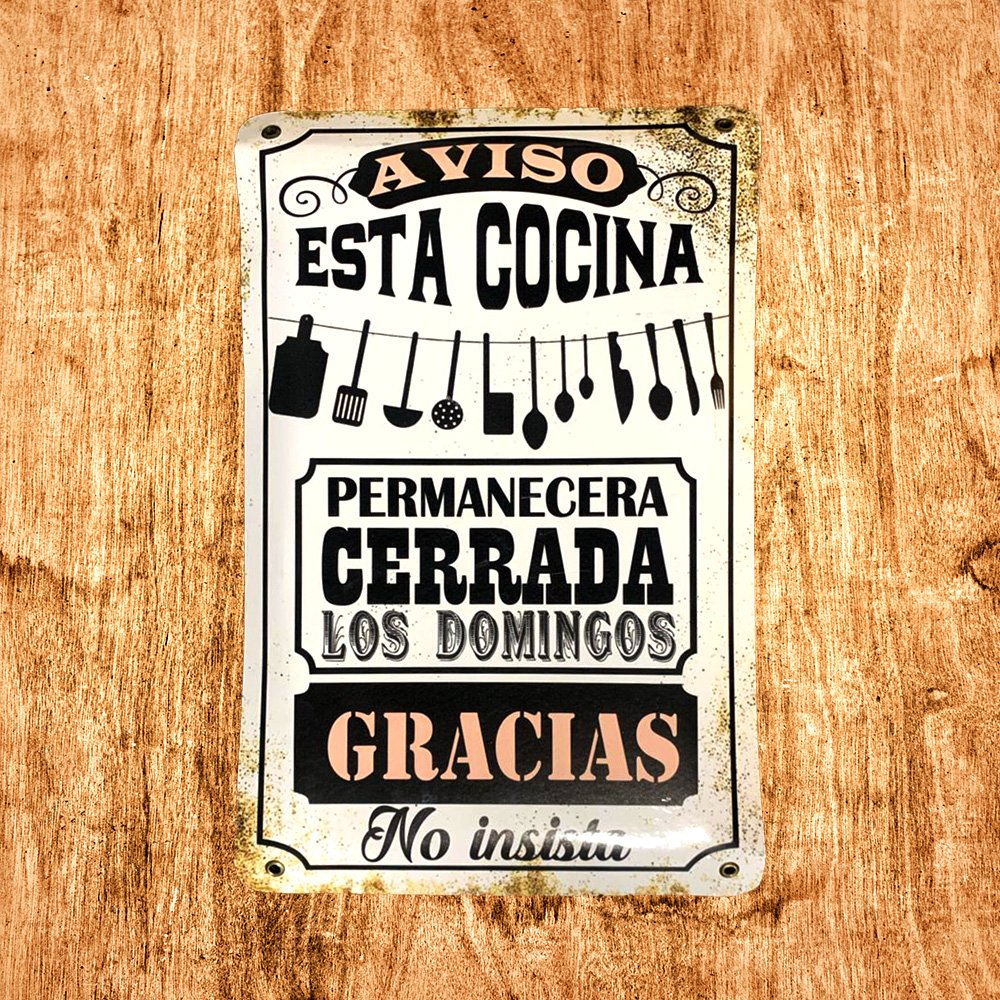 AVISO
ESTA COCINA
PERMANECERA
CERRADA
LOS DOMINGOS
GRACIAS
No insista